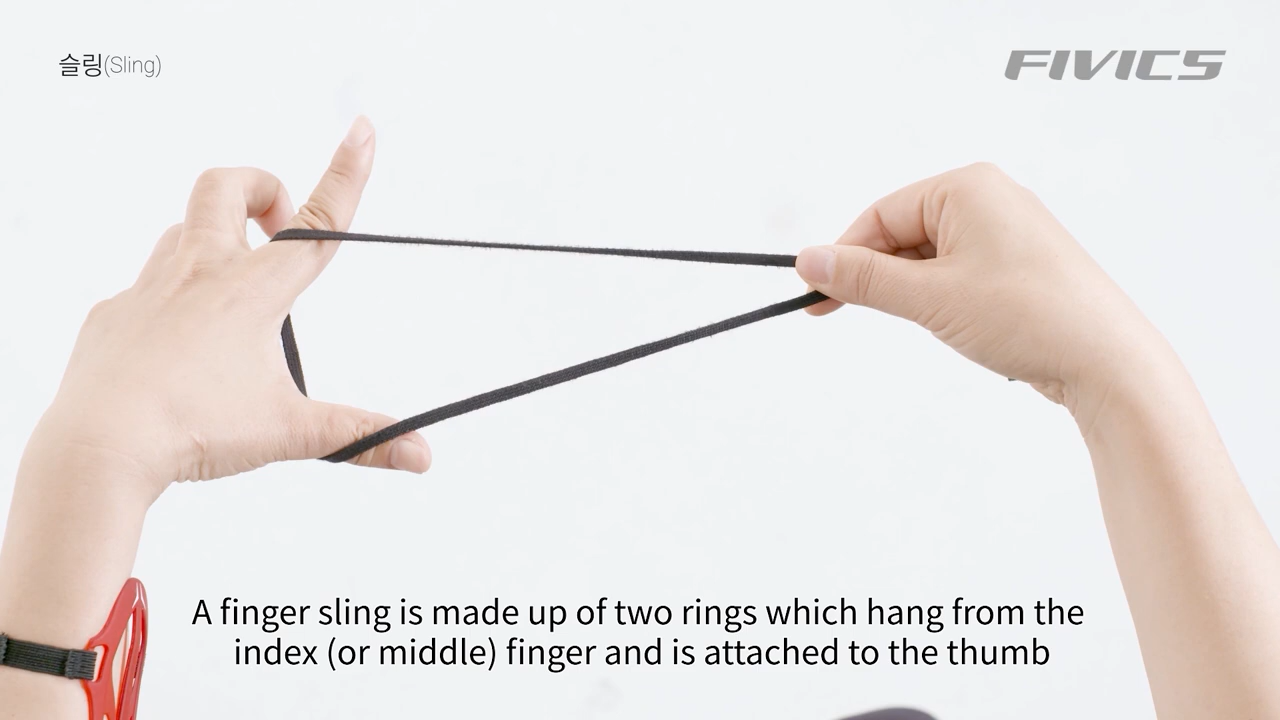 슬링(Sling)
FIVICS
A finger sling is made up of two rings which hang from the
index (or middle) finger and is attached to the thumb